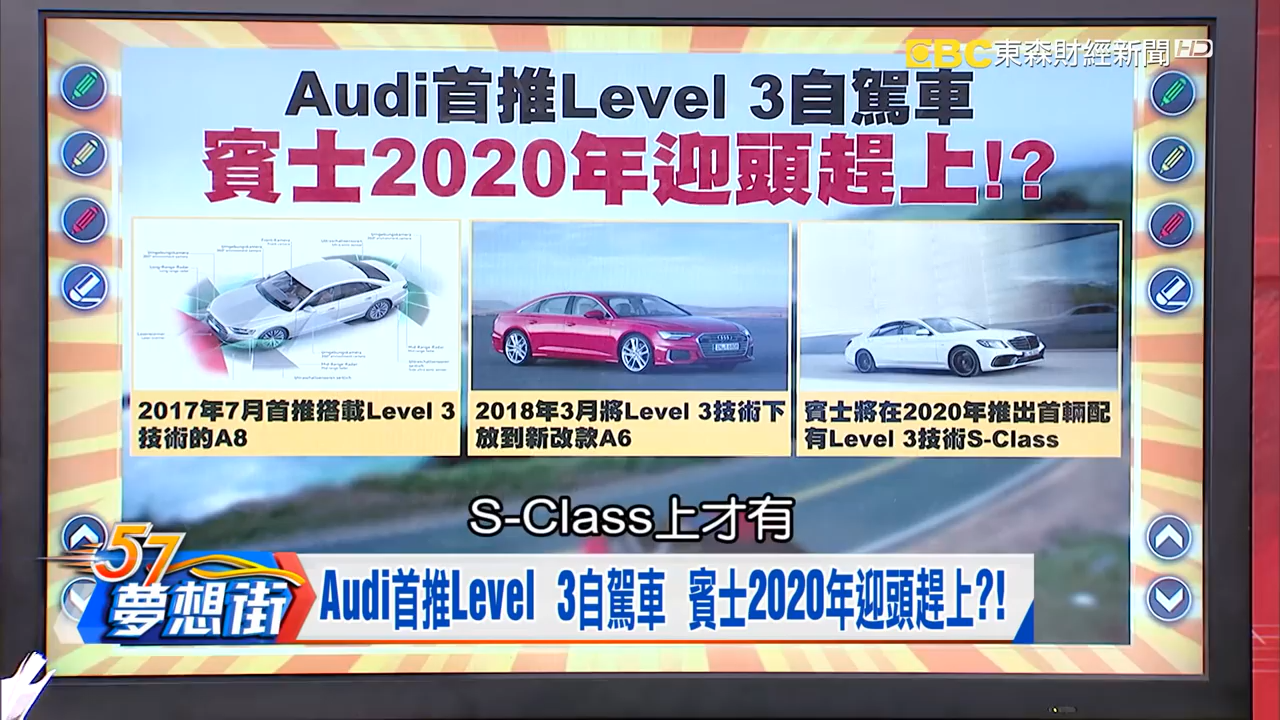 EBC 東森財經新聞 HD
Audi首推Level 3自駕車
賓士2020年迎頭趕上!?
2017年7月首推搭載Level 3
技術的A8
2018年3月將Level 3技術下
放到新改款A6
賓士將在2020年推出首輛配
有Level 3技術S-Class
S-Class上才有
57
夢想街
Audi首推Level 3自駕車 賓士2020年迎頭趕上?!